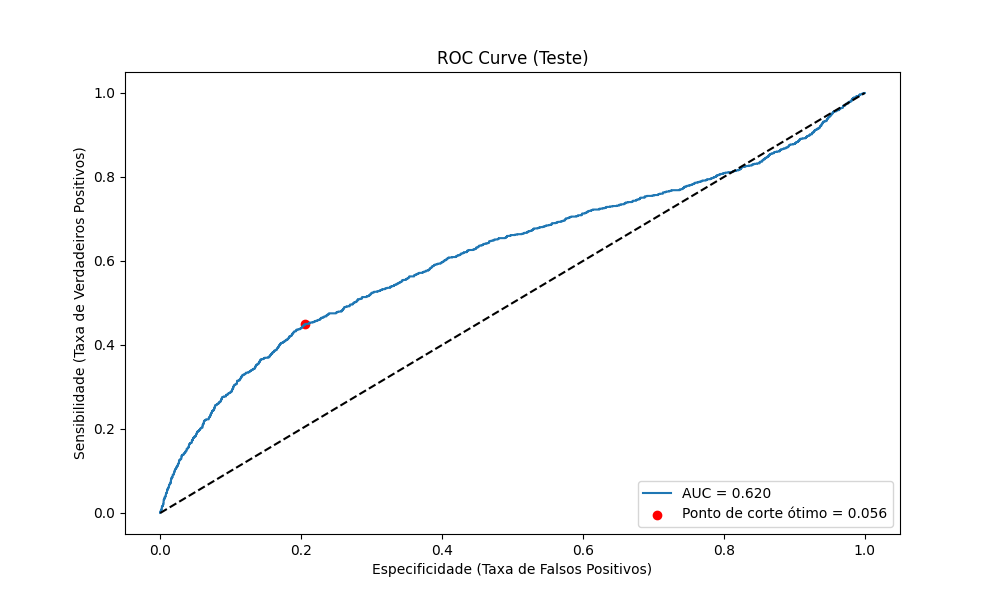 ROC Curve (Teste)
Sensibilidade (Taxa de Verdadeiros Positivos)
1.0
0.8
0.6
0.4
0.2
0.0
AUC = 0.620
Ponto de corte ótimo = 0.056
0.0 0.2 0.4 0.6 0.8 1.0
Especificidade (Taxa de Falsos Positivos)